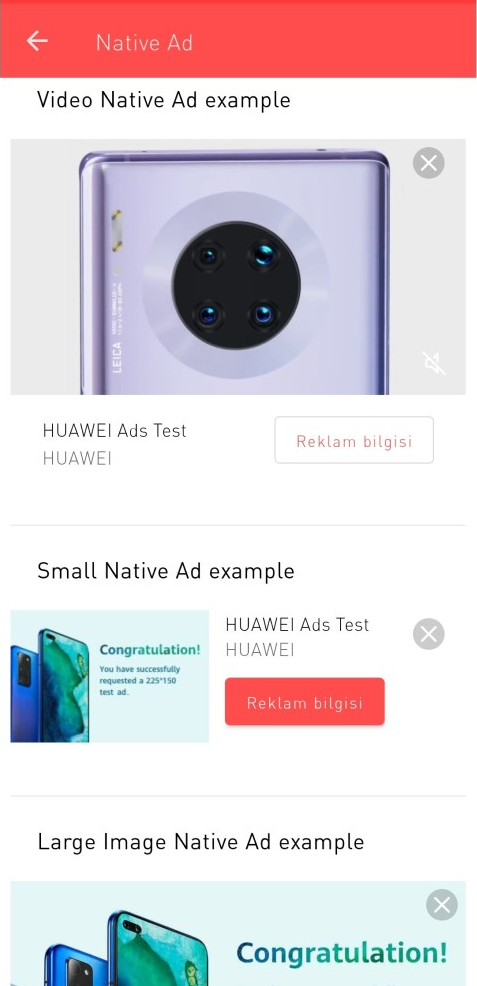 Native Ad
Video Native Ad example
LEICA
HUAWEI Ads Test
HUAWEI
Reklam bilgisi
Small Native Ad example
Congratulation!
You have successfully
requested a 225*150
test ad.
HUAWEI Ads Test
HUAWEI
Reklam bilgisi
Large Image Native Ad example
Congratulation!